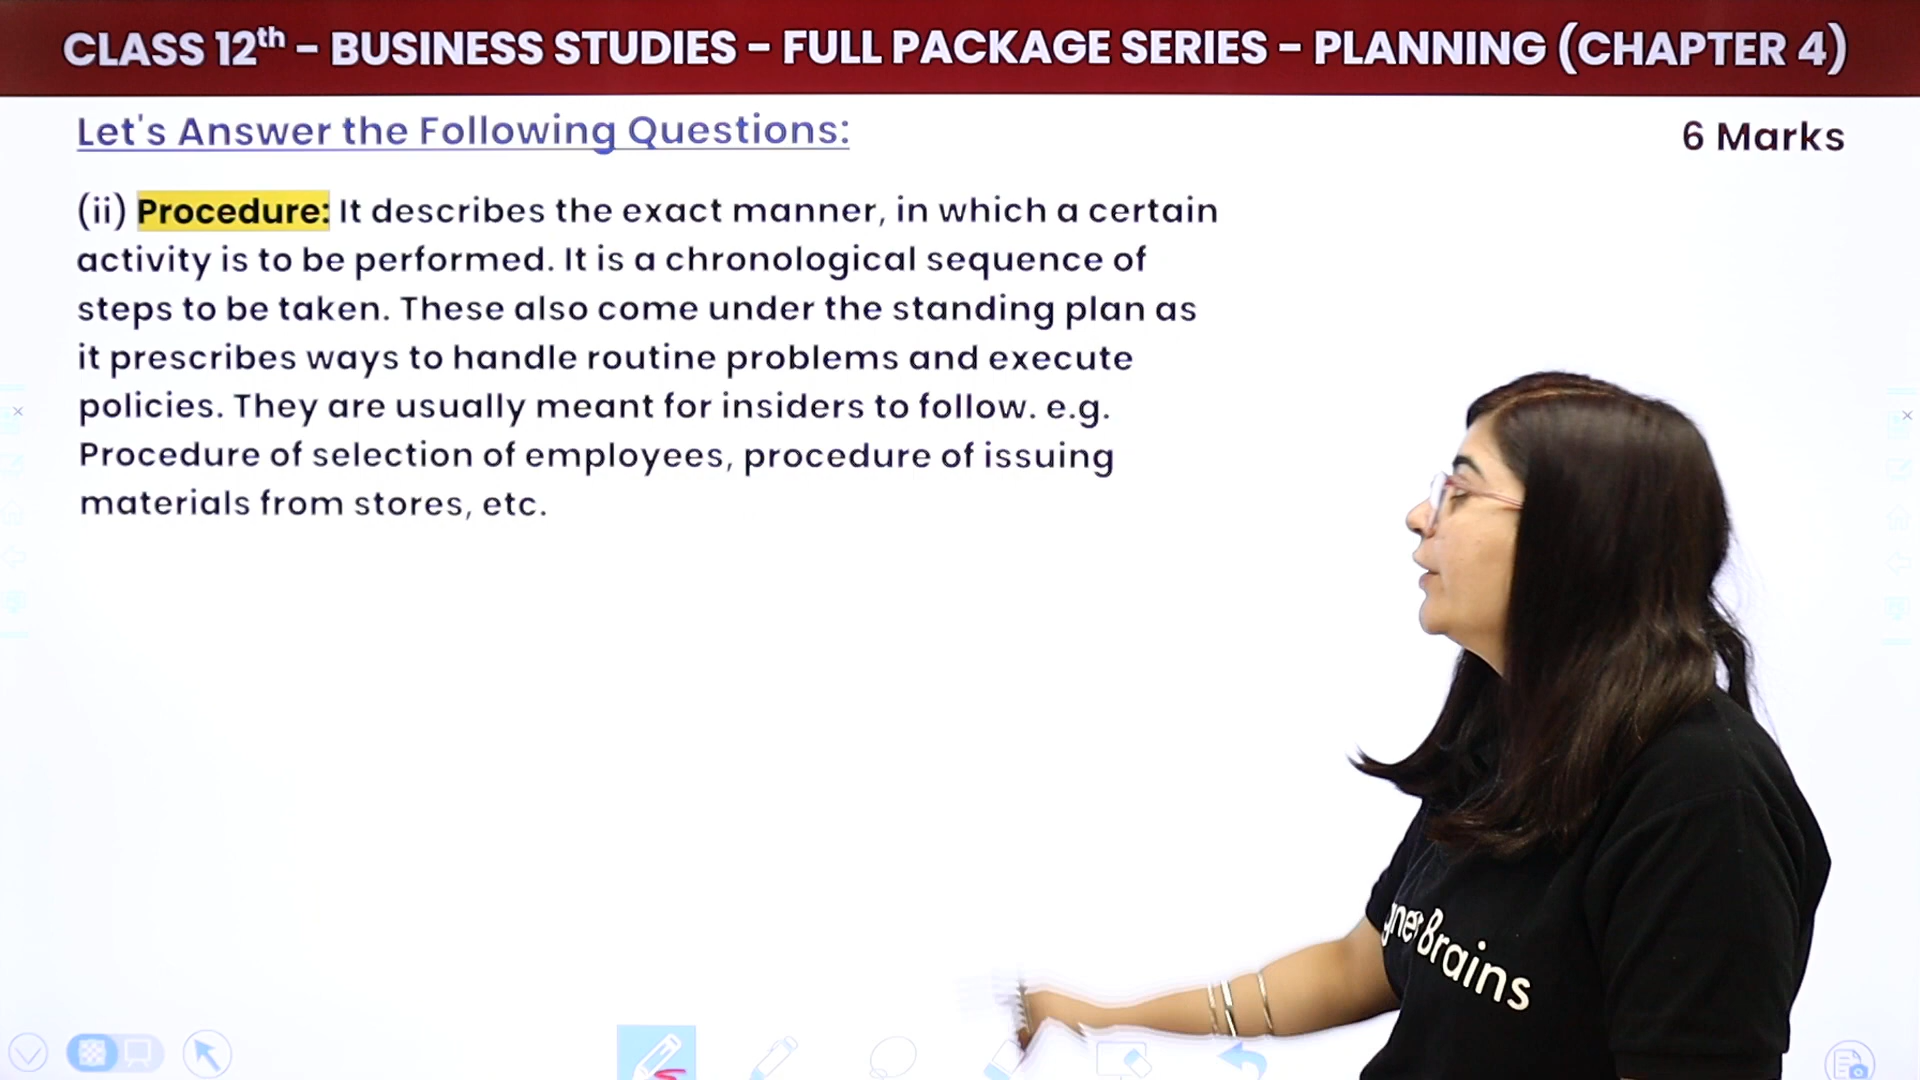 CLASS 12th – BUSINESS STUDIES – FULL PACKAGE SERIES – PLANNING (CHAPTER 4)
Let's Answer the Following Questions:
6 Marks
(ii) Procedure: It describes the exact manner, in which a certain
activity is to be performed. It is a chronological sequence of
steps to be taken. These also come under the standing plan as
it prescribes ways to handle routine problems and execute
policies. They are usually meant for insiders to follow. e.g.
Procedure of selection of employees, procedure of issuing
materials from stores, etc.
gnet Brains